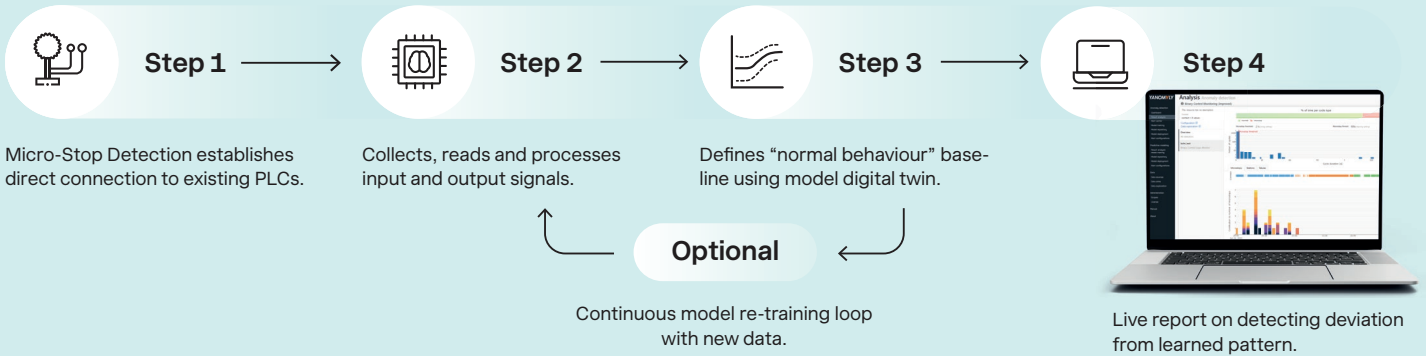 Step 1
Step 2
Step 3
Step 4
Micro-Stop Detection establishes
direct connection to existing PLCs.
Collects, reads and processes
input and output signals.
Defines “normal behaviour” base-
line using model digital twin.
Optional
Continuous model re-training loop
with new data.
Analysis
Live report on detecting deviation
from learned pattern.